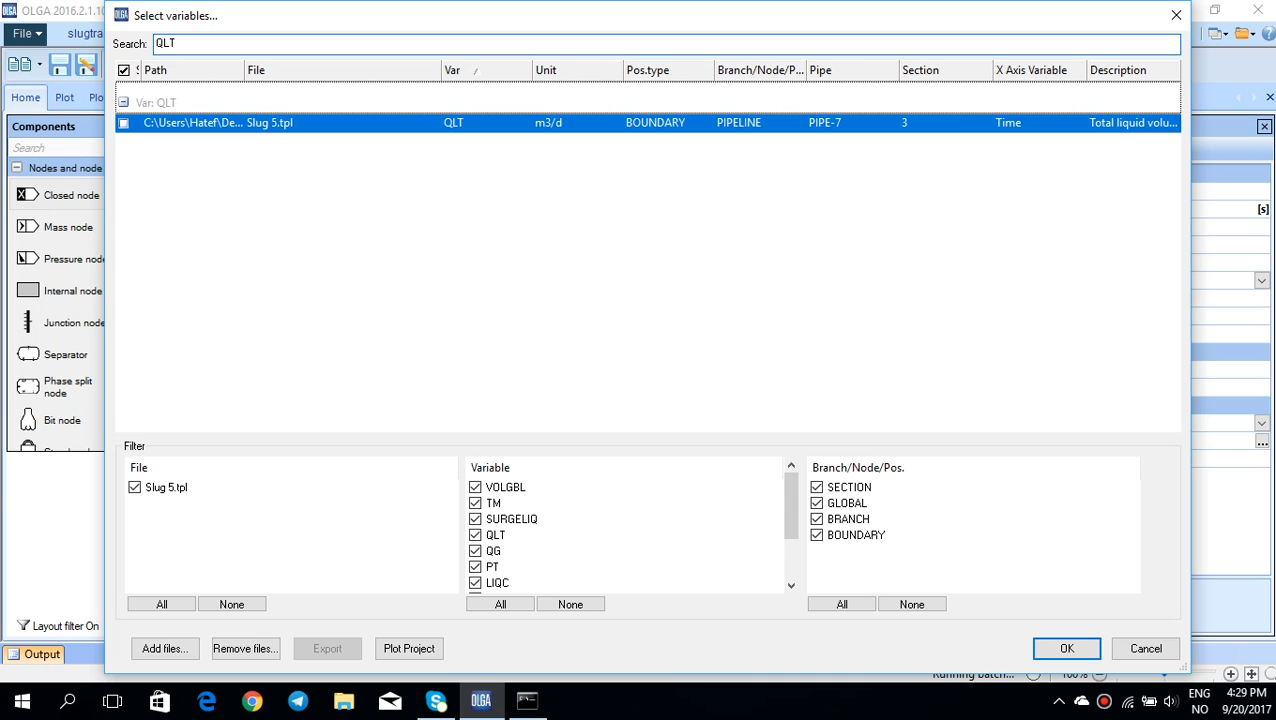 OLGA 2016.2.1.10
Select variables...
File
slugtra
Search: QLT
S Path File Var Unit Pos.type Branch/Node/P... Pipe Section X Axis Variable Description
Home Plot Plo
Var: QLT
C:\Users\Hatef\De... Slug 5.tpl QLT m3/d BOUNDARY PIPELINE PIPE-7 3 Time Total liquid volu...
Components
Search
Nodes and node
Closed node
[s]
Mass node
Pressure node
Internal node
Junction node
Separator
Phase split
node
Bit node
Filter
File Variable Branch/Node/Pos.
Slug 5.tpl VOLGBL SECTION
TM GLOBAL
SURGELIQ BRANCH
QLT BOUNDARY
QG
PT
LIQC
All None All None All None
Layout filter On
Add files... Remove files... Export Plot Project OK Cancel
Output
Running batch...
100%
ENG 5:29 PM
NO 9/20/2017